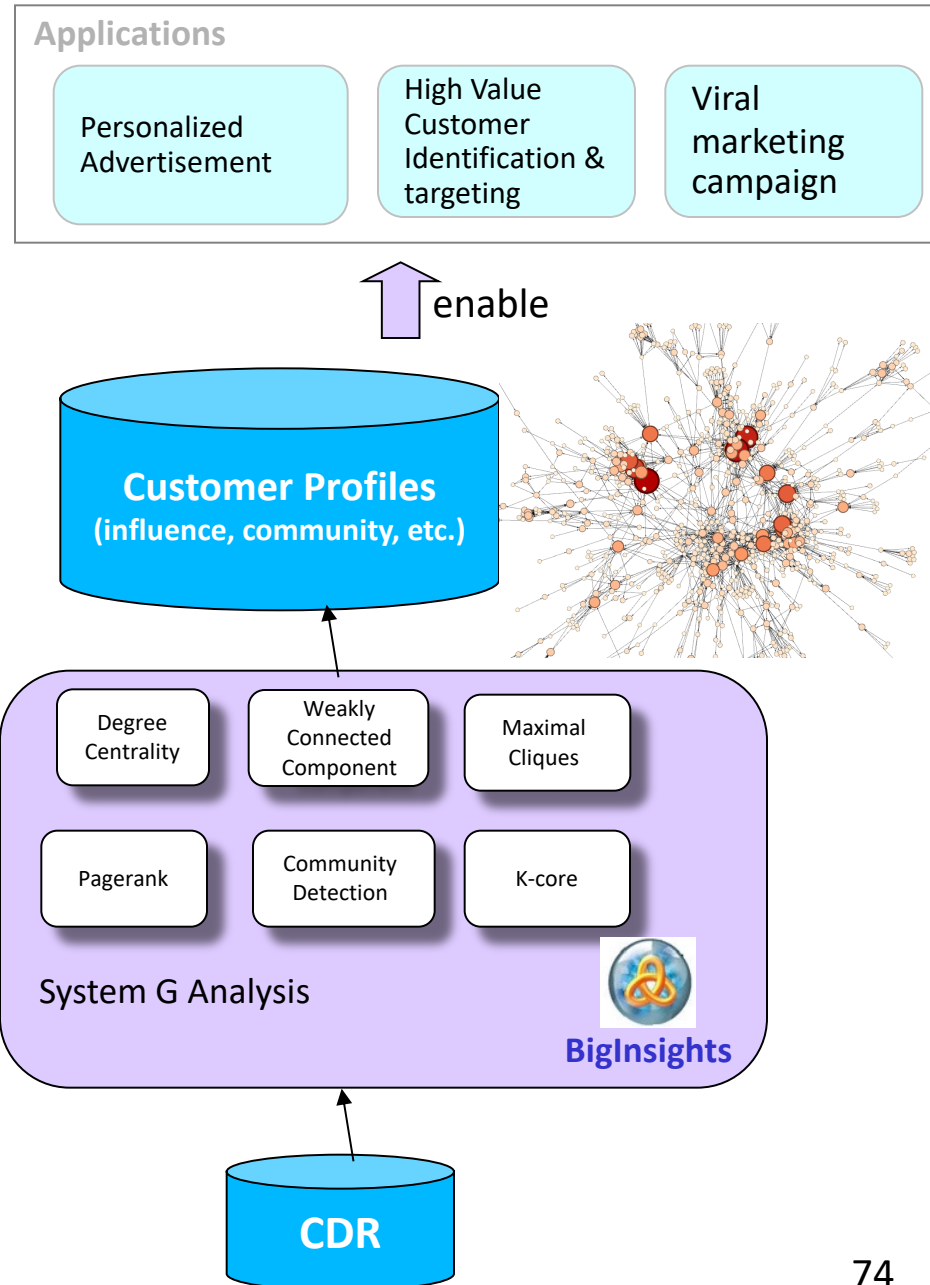 Applications
Personalized
Advertisement
High Value
Customer
Identification &
targeting
Viral
marketing
campaign
enable
Customer Profiles
(influence, community, etc.)
Degree
Centrality
Weakly
Connected
Component
Maximal
Cliques
Pagerank
Community
Detection
K-core
System G Analysis
BigInsights
CDR
74